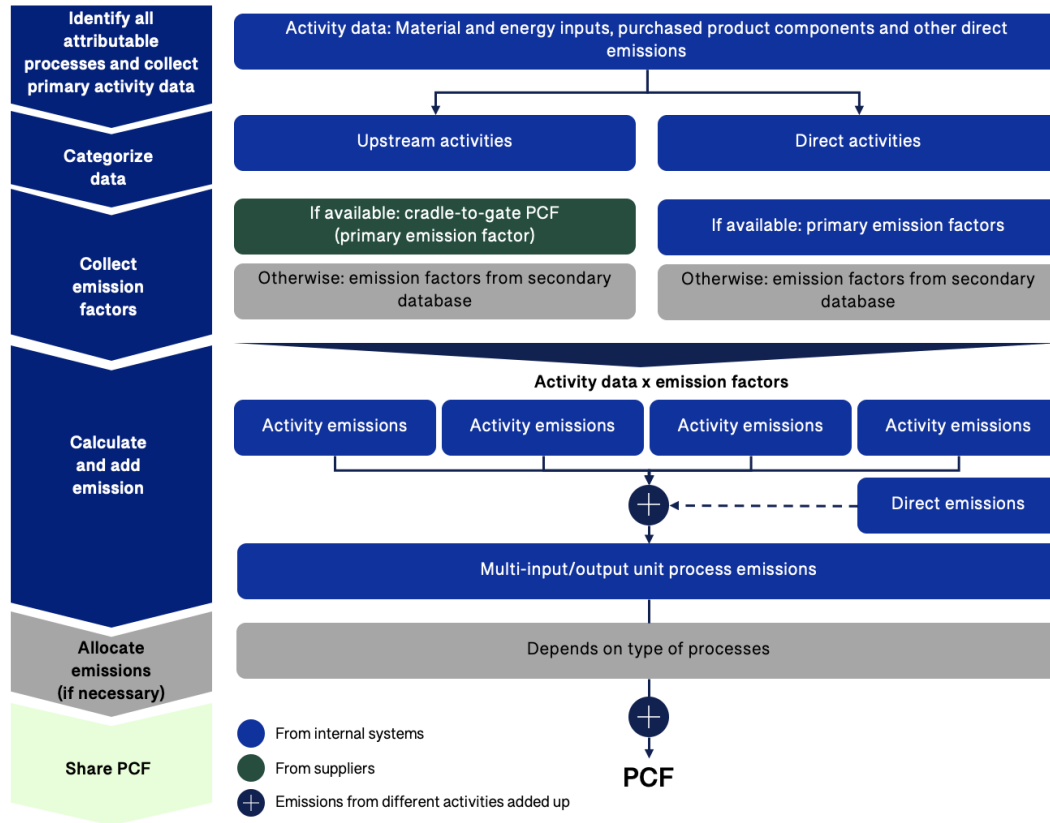 Identify all
attributable
processes and collect
primary activity data
Activity data: Material and energy inputs, purchased product components and other direct
emissions
Categorize
data
Upstream activities
Direct activities
Collect
emission
factors
If available: cradle-to-gate PCF
(primary emission factor)
If available: primary emission factors
Otherwise: emission factors from secondary
database
Otherwise: emission factors from secondary
database
Calculate
and add
emission
Activity data x emission factors
Activity emissions
Activity emissions
Activity emissions
Activity emissions
Direct emissions
Multi-input/output unit process emissions
Allocate
emissions
(if necessary)
Depends on type of processes
Share PCF
From internal systems
From suppliers
Emissions from different activities added up
PCF